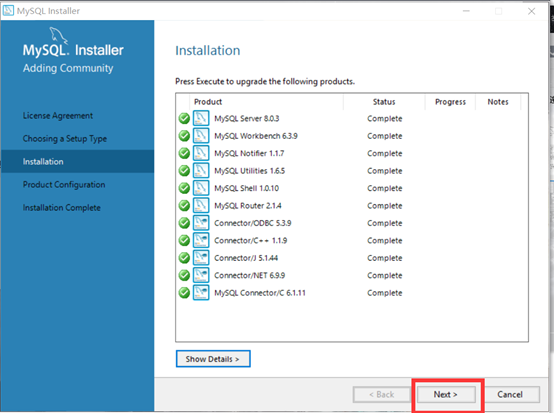 MySQL Installer
MySQL. Installer
Adding Community
License Agreement
Choosing a Setup Type
Installation
Product Configuration
Installation Complete
Installation
Press Execute to upgrade the following products.
Product Status Progress Notes
MySQL Server 8.0.3 Complete
MySQL Workbench 6.3.9 Complete
MySQL Notifier 1.1.7 Complete
MySQL Utilities 1.6.5 Complete
MySQL Shell 1.0.10 Complete
MySQL Router 2.1.4 Complete
Connector/ODBC 5.3.9 Complete
Connector/C++ 1.1.9 Complete
Connector/J 5.1.44 Complete
Connector/NET 6.9.9 Complete
MySQL Connector/C 6.1.11 Complete
Show Details >
< Back Next > Cancel